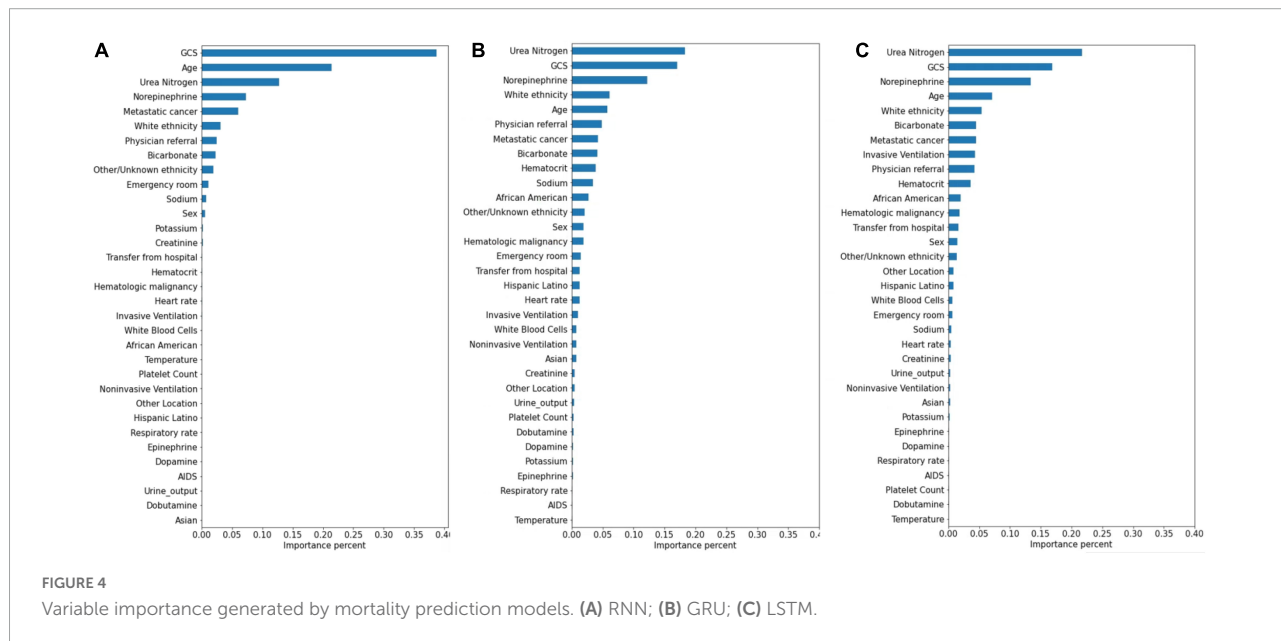 A
GCS
Age
Urea Nitrogen
Norepinephrine
Metastatic cancer
White ethnicity
Physician referral
Bicarbonate
Other/Unknown ethnicity
Emergency room
Sodium
Sex
Potassium
Creatinine
Transfer from hospital
Hematocrit
Hematologic malignancy
Heart rate
Invasive Ventilation
White Blood Cells
African American
Temperature
Platelet Count
Noninvasive Ventilation
Other Location
Hispanic Latino
Respiratory rate
Epinephrine
Dopamine
AIDS
Urine_output
Dobutamine
Asian
0.00 0.05 0.10 0.15 0.20 0.25 0.30 0.35 0.40
Importance percent
B
Urea Nitrogen
GCS
Norepinephrine
White ethnicity
Age
Physician referral
Metastatic cancer
Bicarbonate
Hematocrit
Sodium
African American
Other/Unknown ethnicity
Sex
Hematologic malignancy
Emergency room
Transfer from hospital
Hispanic Latino
Heart rate
Invasive Ventilation
White Blood Cells
Noninvasive Ventilation
Asian
Creatinine
Other Location
Urine_output
Platelet Count
Dobutamine
Dopamine
Potassium
Epinephrine
Respiratory rate
AIDS
Temperature
0.00 0.05 0.10 0.15 0.20 0.25 0.30 0.35
Importance percent
C
Urea Nitrogen
GCS
Norepinephrine
Age
White ethnicity
Bicarbonate
Metastatic cancer
Invasive Ventilation
Physician referral
Hematocrit
African American
Hematologic malignancy
Transfer from hospital
Sex
Other/Unknown ethnicity
Other Location
Hispanic Latino
White Blood Cells
Emergency room
Sodium
Heart rate
Creatinine
Urine_output
Noninvasive Ventilation
Asian
Potassium
Epinephrine
Dopamine
Respiratory rate
AIDS
Platelet Count
Dobutamine
Temperature
0.00 0.05 0.10 0.15 0.20 0.25 0.30 0.35 0.40
Importance percent
FIGURE 4
Variable importance generated by mortality prediction models. (A) RNN; (B) GRU; (C) LSTM.